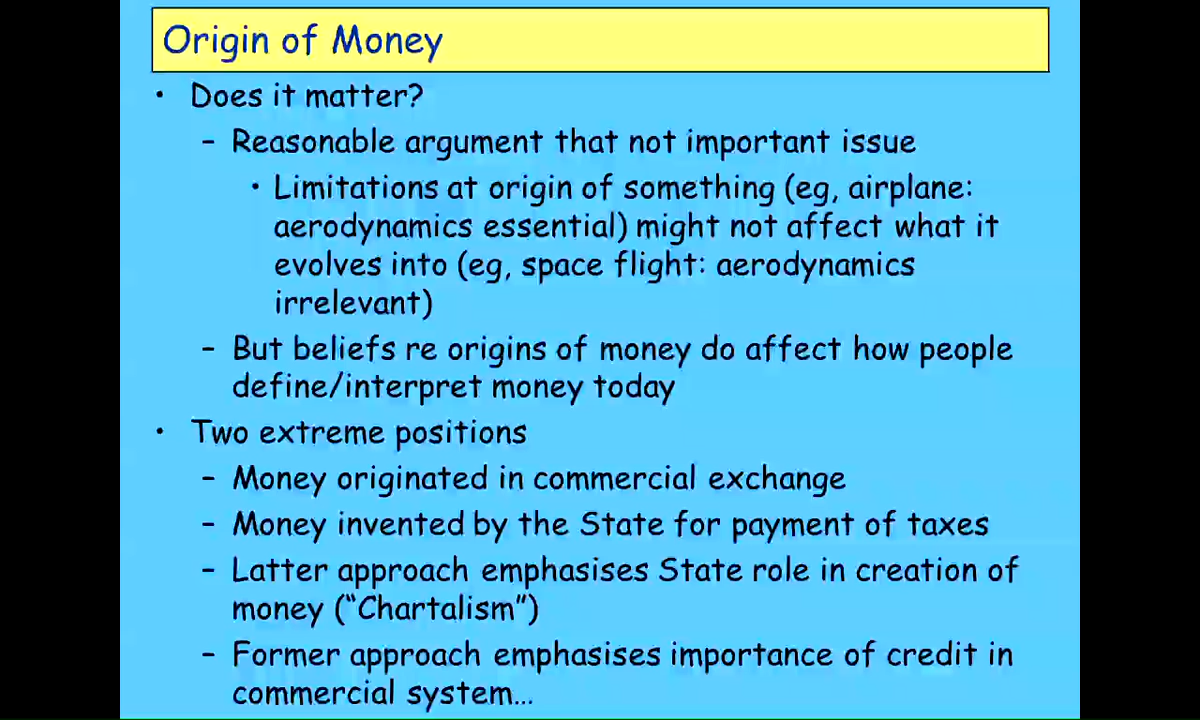 Origin of Money
• Does it matter?
– Reasonable argument that not important issue
• Limitations at origin of something (eg, airplane:
aerodynamics essential) might not affect what it
evolves into (eg, space flight: aerodynamics
irrelevant)
– But beliefs re origins of money do affect how people
define/interpret money today
• Two extreme positions
– Money originated in commercial exchange
– Money invented by the State for payment of taxes
– Latter approach emphasises State role in creation of
money (“Chartalism”)
– Former approach emphasises importance of credit in
commercial system…